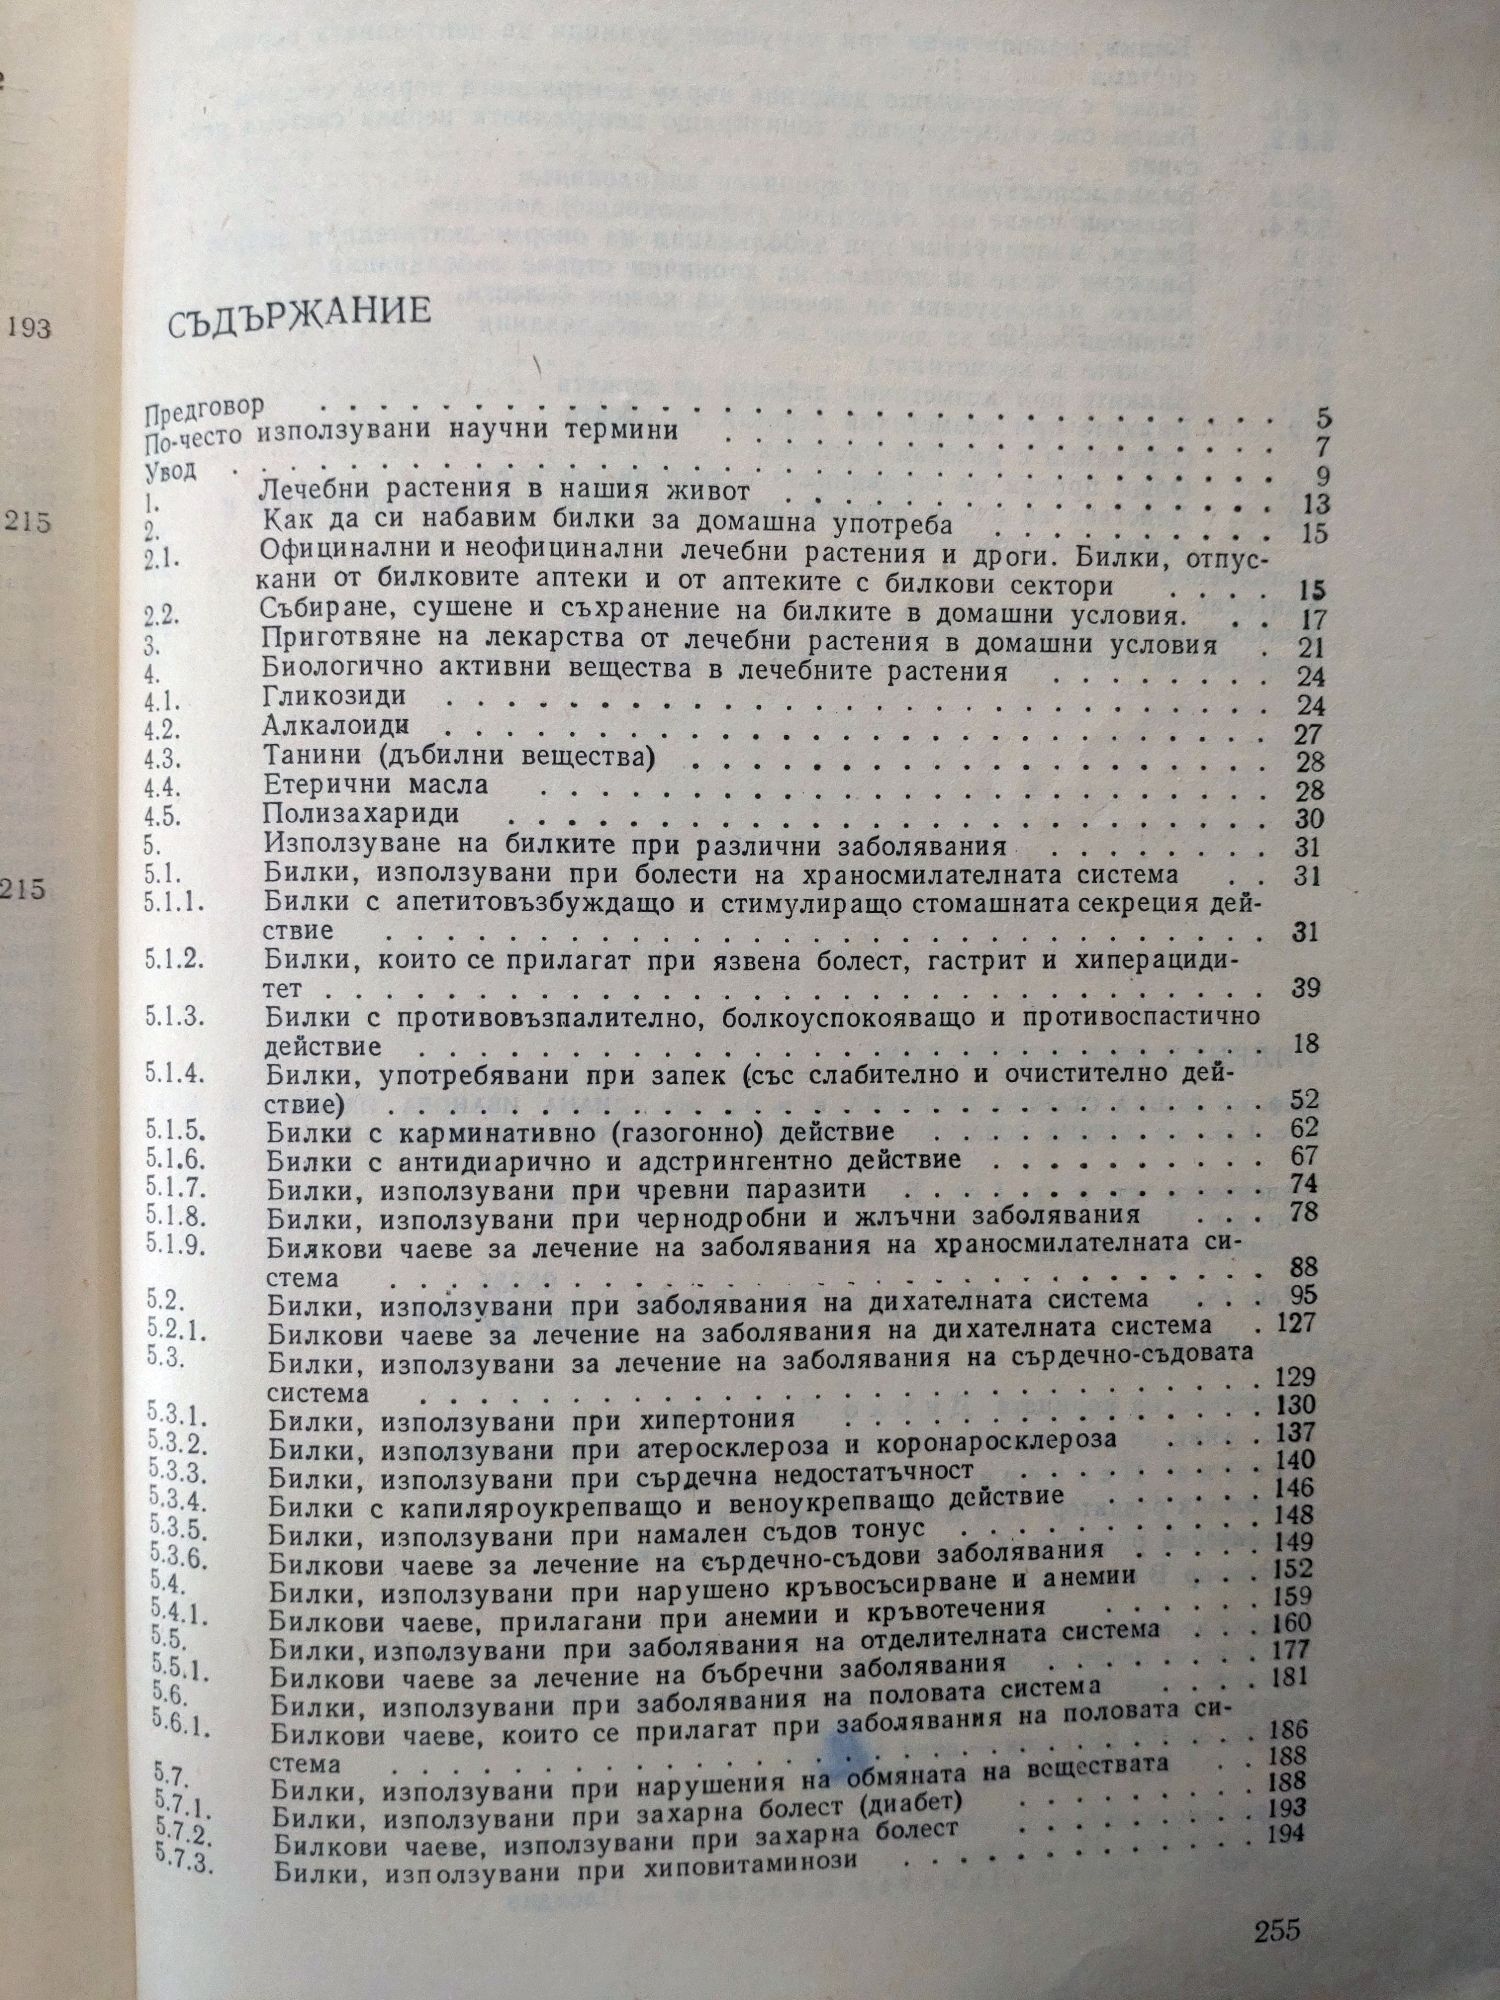 193
215
215
СЪДЪРЖАНИЕ
Предговор . . . . . . . . . . 5
По-често използувани научни термини . . . . . . . . . . 7
Увод . . . . . . . . . . 9
1. Лечебни растения в нашия живот . . . . . . . . . . 13
2. Как да си набавим билки за домашна употреба . . . . . . . . . . 15
2.1. Официнални и неофицинални лечебни растения и дроги. Билки, отпус-
кани от билковите аптеки и от аптеките с билкови сектори . . . . 15
2.2. Събиране, сушене и съхранение на билките в домашни условия. . . 17
3. Приготвяне на лекарства от лечебни растения в домашни условия . 21
4. Биологично активни вещества в лечебните растения . . . . . . . . 24
4.1. Гликозиди . . . . . . . . . . 24
4.2. Алкалоиди . . . . . . . . . . 27
4.3. Танини (дъбилни вещества) . . . . . . . . . . 28
4.4. Етерични масла . . . . . . . . . . 28
4.5. Полизахариди . . . . . . . . . . 30
5. Използуване на билките при различни заболявания . . . . . . . . 31
5.1. Билки, използувани при болести на храносмилателната система . . 31
5.1.1. Билки с апетитовъзбуждащо и стимулиращо стомашната секреция дей-
ствие . . . . . . . . . . 31
5.1.2. Билки, които се прилагат при язвена болест, гастрит и хиперациди-
тет . . . . . . . . . . 39
5.1.3. Билки с противовъзпалително, болкоуспокояващо и противоспастично
действие . . . . . . . . . . 18
5.1.4. Билки, употребявани при запек (със слабително и очистително дей-
ствие) . . . . . . . . . . 52
5.1.5. Билки с карминативно (газогонно) действие . . . . . . . . . . 62
5.1.6. Билки с антидиарично и адстрингентно действие . . . . . . . . . . 67
5.1.7. Билки, използувани при чревни паразити . . . . . . . . . . 74
5.1.8. Билки, използувани при чернодробни и жлъчни заболявания . . . 78
5.1.9. Билкови чаеве за лечение на заболявания на храносмилателната си-
стема . . . . . . . . . . 88
5.2. Билки, използувани при заболявания на дихателната система . . . 95
5.2.1. Билкови чаеве за лечение на заболявания на дихателната система . 127
5.3. Билки, използувани за лечение на заболявания на сърдечно-съдовата
система . . . . . . . . . . 129
5.3.1. Билки, използувани при хипертония . . . . . . . . . . 130
5.3.2. Билки, използувани при атеросклероза и коронаросклероза . . . . 137
5.3.3. Билки, използувани при сърдечна недостатъчност . . . . . . . . . 140
5.3.4. Билки с капиляроукрепващо и веноукрепващо действие . . . . . . 146
5.3.5. Билки, използувани при намален съдов тонус . . . . . . . . . . 148
5.3.6. Билкови чаеве за лечение на сърдечно-съдови заболявания . . . . . 149
5.4. Билки, използувани при нарушено кръвосъсирване и анемии . . . 152
5.4.1. Билкови чаеве, прилагани при анемии и кръвотечения . . . . . . 159
5.5. Билки, използувани при заболявания на отделителната система . . . 160
5.5.1. Билкови чаеве за лечение на бъбречни заболявания . . . . . . . . 177
5.6. Билки, използувани при заболявания на половата система . . . . 181
5.6.1. Билкови чаеве, които се прилагат при заболявания на половата си-
стема . . . . . . . . . . 186
5.7. Билки, използувани при нарушения на обмяната на веществата . . 188
5.7.1. Билки, използувани при захарна болест (диабет) . . . . . . . . . 188
5.7.2. Билкови чаеве, използувани при захарна болест . . . . . . . . . 193
5.7.3. Билки, използувани при хиповитаминози . . . . . . . . . . 194
255